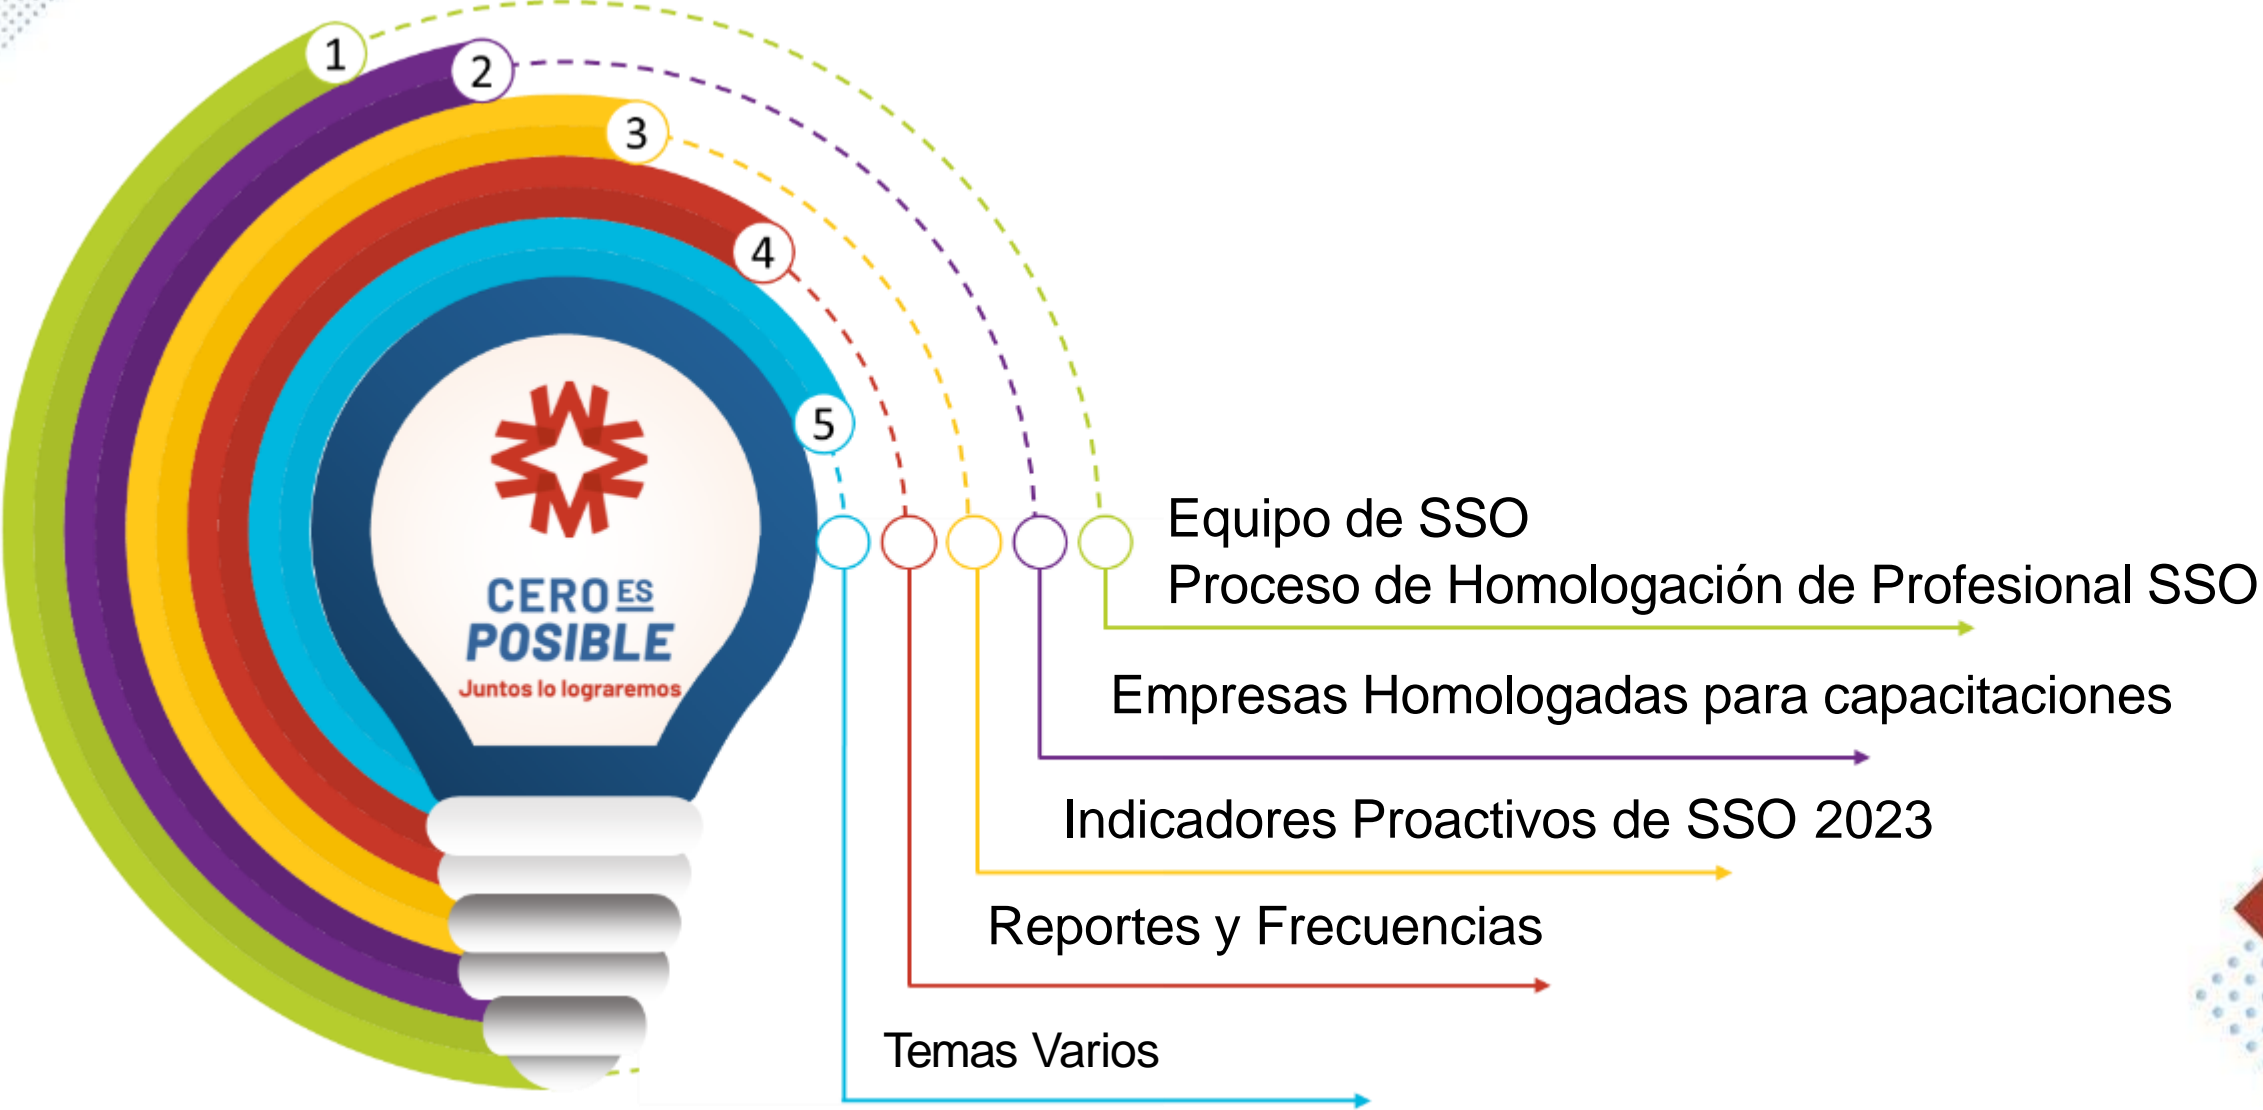 1
2
3
4
5
CERO ES
POSIBLE
Juntos lo lograremos
Equipo de SSO
Proceso de Homologación de Profesional SSO
Empresas Homologadas para capacitaciones
Indicadores Proactivos de SSO 2023
Reportes y Frecuencias
Temas Varios